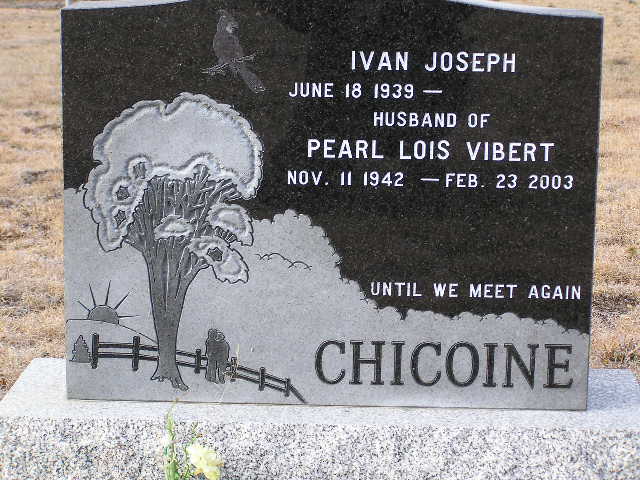 IVAN JOSEPH
JUNE 18 1939 —
HUSBAND OF
PEARL LOIS VIBERT
NOV. 11 1942 — FEB. 23 2003
UNTIL WE MEET AGAIN
CHICOINE